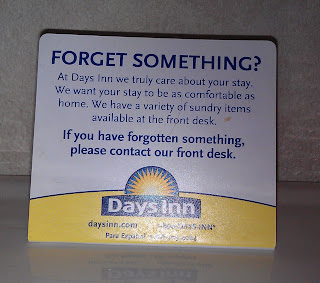 FORGET SOMETHING?
At Days Inn we truly care about your stay.
We want your stay to be as comfortable as
home. We have a variety of sundry items
available at the front desk.
If you have forgotten something,
please contact our front desk.
Days Inn
daysinn.com
Para Español